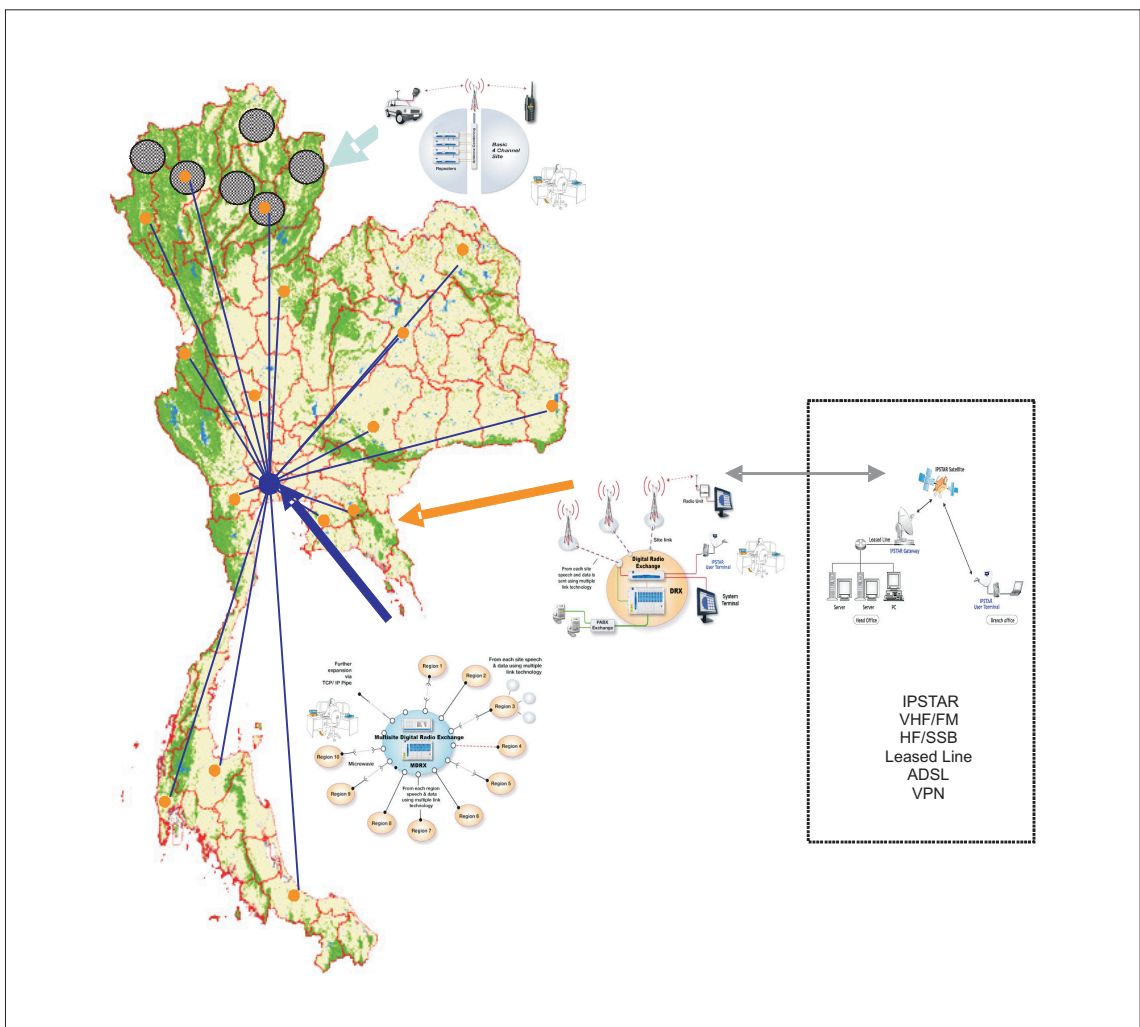 Basic
4 Channel
Site
Repeaters
Radio Unit
Site link
Digital Radio
Exchange
From each site
speech and data is
sent using multiple
link technology
IPSTAR
User Terminal
DRX
System
Terminal
PABX
Exchange
IPSTAR Satellite
Leased Line
IPSTAR Gateway
Server
Server
PC
Head Office
IPSTAR
User Terminal
Branch office
IPSTAR
VHF/FM
HF/SSB
Leased Line
ADSL
VPN
Further
expansion
via
TCP/ IP Pipe
From each site speech
& data using multiple
link technology
Region 1
Region 2
Region 3
Multisite Digital Radio Exchange
MDRX
Region 4
Region 10
Microwave
Region 5
Region 9
From each region
speech & data
using multiple link
technology
Region 8
Region 7
Region 6